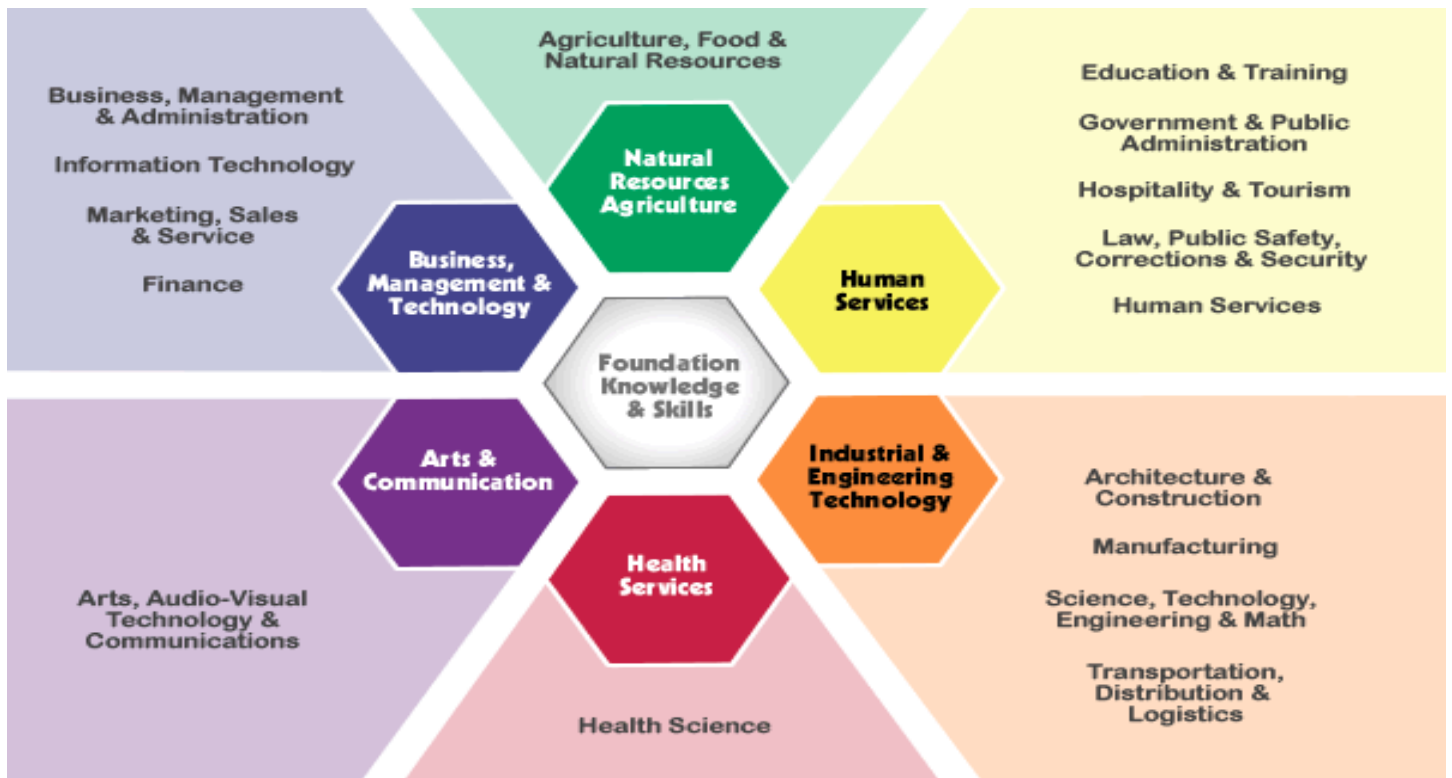 Agriculture, Food &
Natural Resources
Natural
Resources
Agriculture
Business, Management
& Administration
Information Technology
Marketing, Sales
& Service
Finance
Business,
Management &
Technology
Education & Training
Government & Public
Administration
Hospitality & Tourism
Law, Public Safety,
Corrections & Security
Human Services
Human
Services
Foundation
Knowledge
& Skills
Arts &
Communication
Arts, Audio-Visual
Technology &
Communications
Health
Services
Health Science
Industrial &
Engineering
Technology
Architecture &
Construction
Manufacturing
Science, Technology,
Engineering & Math
Transportation,
Distribution &
Logistics